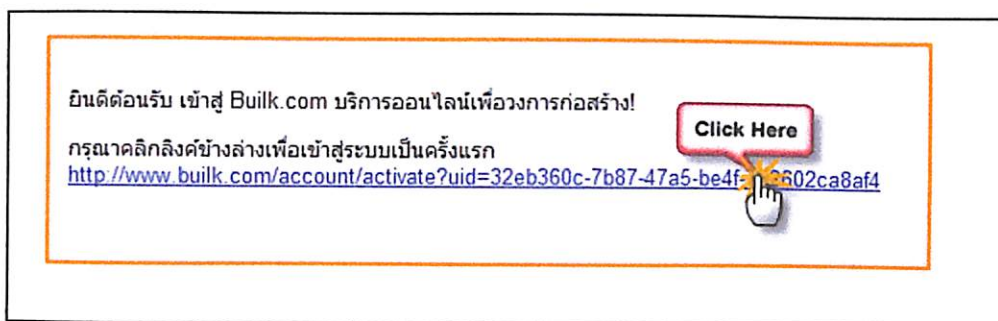 ยินดีต้อนรับ เข้าสู่ Builk.com บริการออนไลน์เพื่อวงการก่อสร้าง!
Click Here
กรุณาคลิกลิงค์ข้างล่างเพื่อเข้าสู่ระบบเป็นครั้งแรก
http://www.builk.com/account/activate?uid=32eb360c-7b87-47a5-be4f-